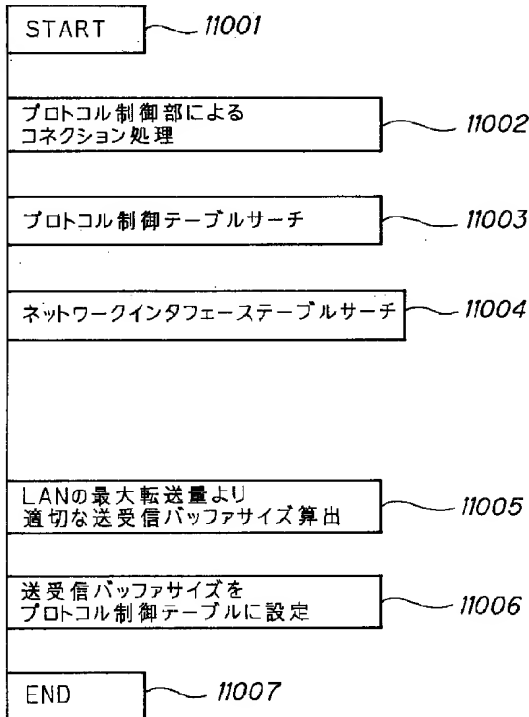 START
11001
プロトコル制御部による
コネクション処理
11002
プロトコル制御テーブルサーチ
11003
ネットワークインタフェーステーブルサーチ
11004
LANの最大転送量より
適切な送受信バッファサイズ算出
11005
送受信バッファサイズを
プロトコル制御テーブルに設定
11006
END
11007